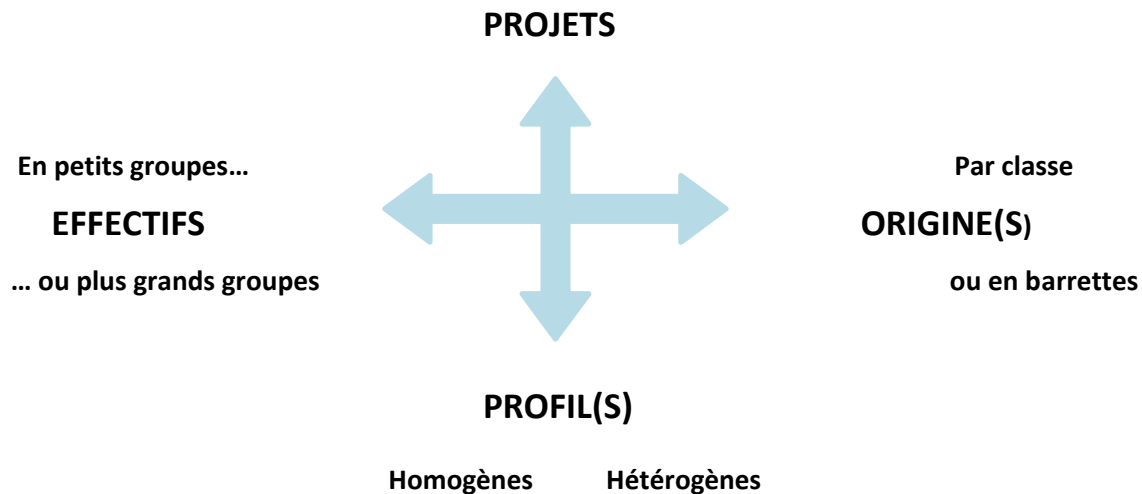 PROJETS
En petits groupes…
Par classe
EFFECTIFS
ORIGINE(S)
… ou plus grands groupes
ou en barrettes
PROFIL(S)
Homogènes
Hétérogènes